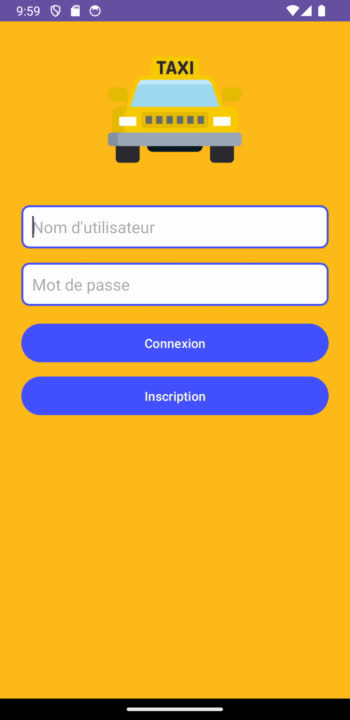 9:59
TAXI
Nom d'utilisateur
Mot de passe
Connexion
Inscription